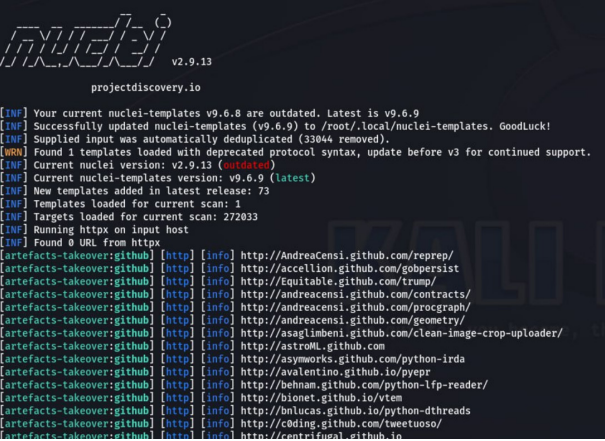 nuclei v2.9.13
projectdiscovery.io
[INF] Your current nuclei-templates v9.6.8 are outdated. Latest is v9.6.9
[INF] Successfully updated nuclei-templates (v9.6.9) to /root/.local/nuclei-templates. GoodLuck!
[INF] Supplied input was automatically deduplicated (33044 removed).
[WRN] Found 1 templates loaded with deprecated protocol syntax, update before v3 for continued support.
[INF] Current nuclei version: v2.9.13 (outdated)
[INF] Current nuclei-templates version: v9.6.9 (latest)
[INF] New templates added in latest release: 73
[INF] Templates loaded for current scan: 1
[INF] Targets loaded for current scan: 272033
[INF] Running httpx on input host
[INF] Found 0 URL from httpx
[artefacts-takeover:github] [http] [info] http://AndreaCensi.github.com/reprep/
[artefacts-takeover:github] [http] [info] http://accellion.github.com/gobpersist
[artefacts-takeover:github] [http] [info] http://Equitable.github.com/trump/
[artefacts-takeover:github] [http] [info] http://andreacensi.github.com/contracts/
[artefacts-takeover:github] [http] [info] http://andreacensi.github.com/procgraph/
[artefacts-takeover:github] [http] [info] http://andreacensi.github.com/geometry/
[artefacts-takeover:github] [http] [info] http://asaglimbeni.github.com/clean-image-crop-uploader/
[artefacts-takeover:github] [http] [info] http://astroML.github.com
[artefacts-takeover:github] [http] [info] http://asymworks.github.com/python-irda
[artefacts-takeover:github] [http] [info] http://avalentino.github.io/pyepr
[artefacts-takeover:github] [http] [info] http://behnam.github.com/python-lfp-reader/
[artefacts-takeover:github] [http] [info] http://bionet.github.io/vtem
[artefacts-takeover:github] [http] [info] http://bnlucas.github.io/python-dthreads
[artefacts-takeover:github] [http] [info] http://c0ding.github.com/tweetuoso/
[artefacts-takeover:github] [http] [info] http://centrifugal.github.io